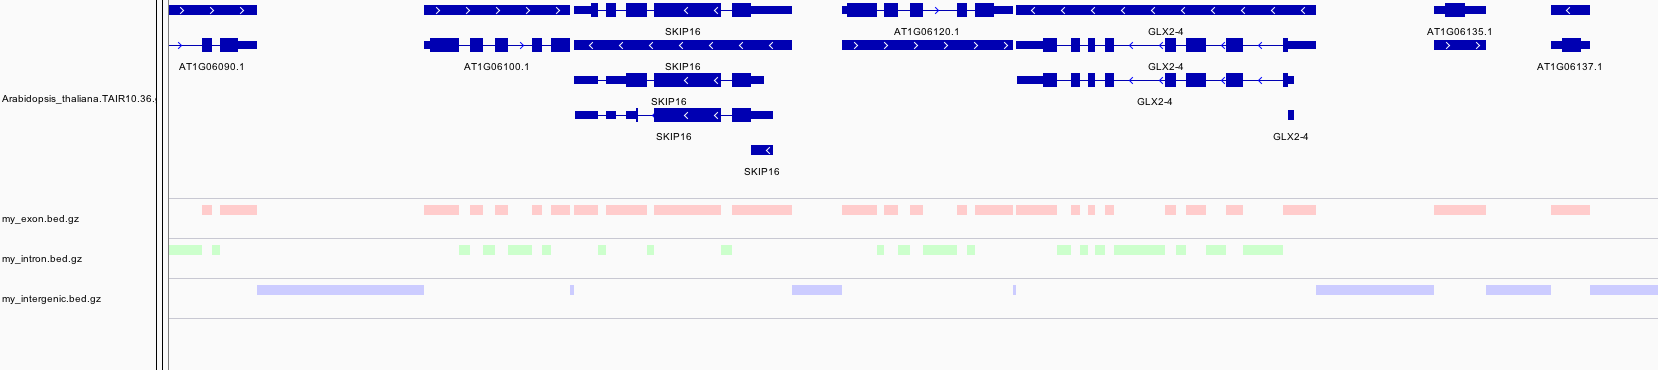 SKIP16 AT1G06120.1 GLX2-4 AT1G06135.1
AT1G06090.1 AT1G06100.1 SKIP16 GLX2-4 AT1G06137.1
Arabidopsis_thaliana.TAIR10.36. SKIP16 GLX2-4
SKIP16 GLX2-4
SKIP16
my_exon.bed.gz
my_intron.bed.gz
my_intergenic.bed.gz